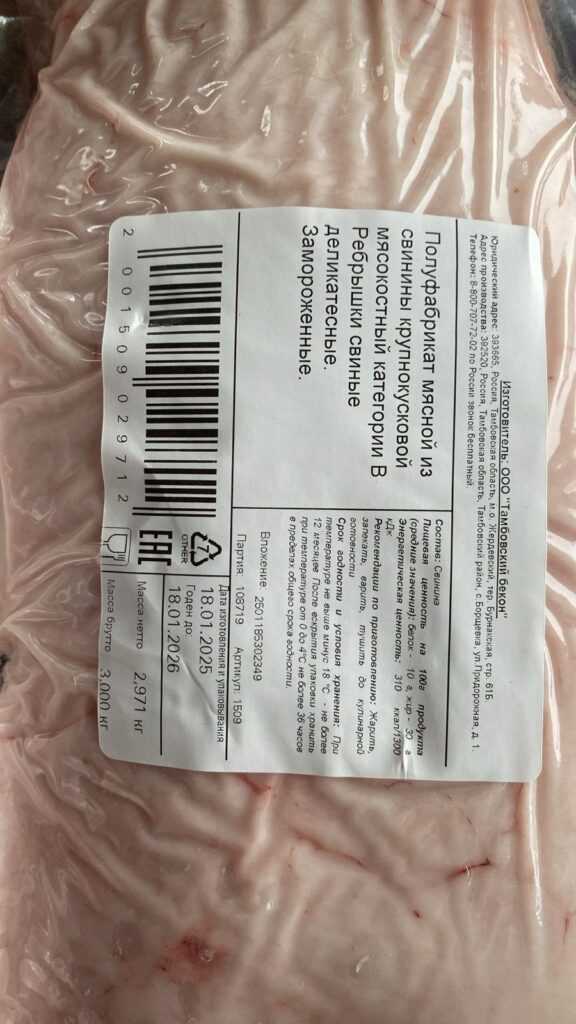 Изготовитель: ООО "Тамбовский бекон"
Юридический адрес: 393665, Россия, Тамбовская область, м.о. Жердевский, тер. Бурнакская, стр. 61Б
Адрес производства: 392520, Россия, Тамбовская область, Тамбовский район, с. Борщевка, ул. Придорожная, д. 1.
Телефон: 8-800-707-72-02 по России звонок бесплатный.
Полуфабрикат мясной из
свинины крупнокусковой
мясокостный категории В
Ребрышки свиные
деликатесные.
Замороженные.
Состав: Свинина
Пищевая ценность на 100г продукта
(средние значения): белок - 10 г, жир - 30 г
Энергетическая ценность: 310 ккал/1300
кДж
Рекомендации по приготовлению: Жарить,
запекать, варить, тушить до кулинарной
готовности
Срок годности и условия хранения: При
температуре не выше минус 18 °С - не более
12 месяцев. После вскрытия упаковки хранить
при температуре от 0 до 4°С не более 36 часов
в пределах общего срока годности.
Вложение 2501185302349
Партия: 108719 Артикул: 1509
2 001509 029712
7
OTHER
EAC
Дата изготовления и упаковывания
18.01.2025
Годен до:
18.01.2026
Масса нетто 2,971 кг
Масса брутто 3,000 кг